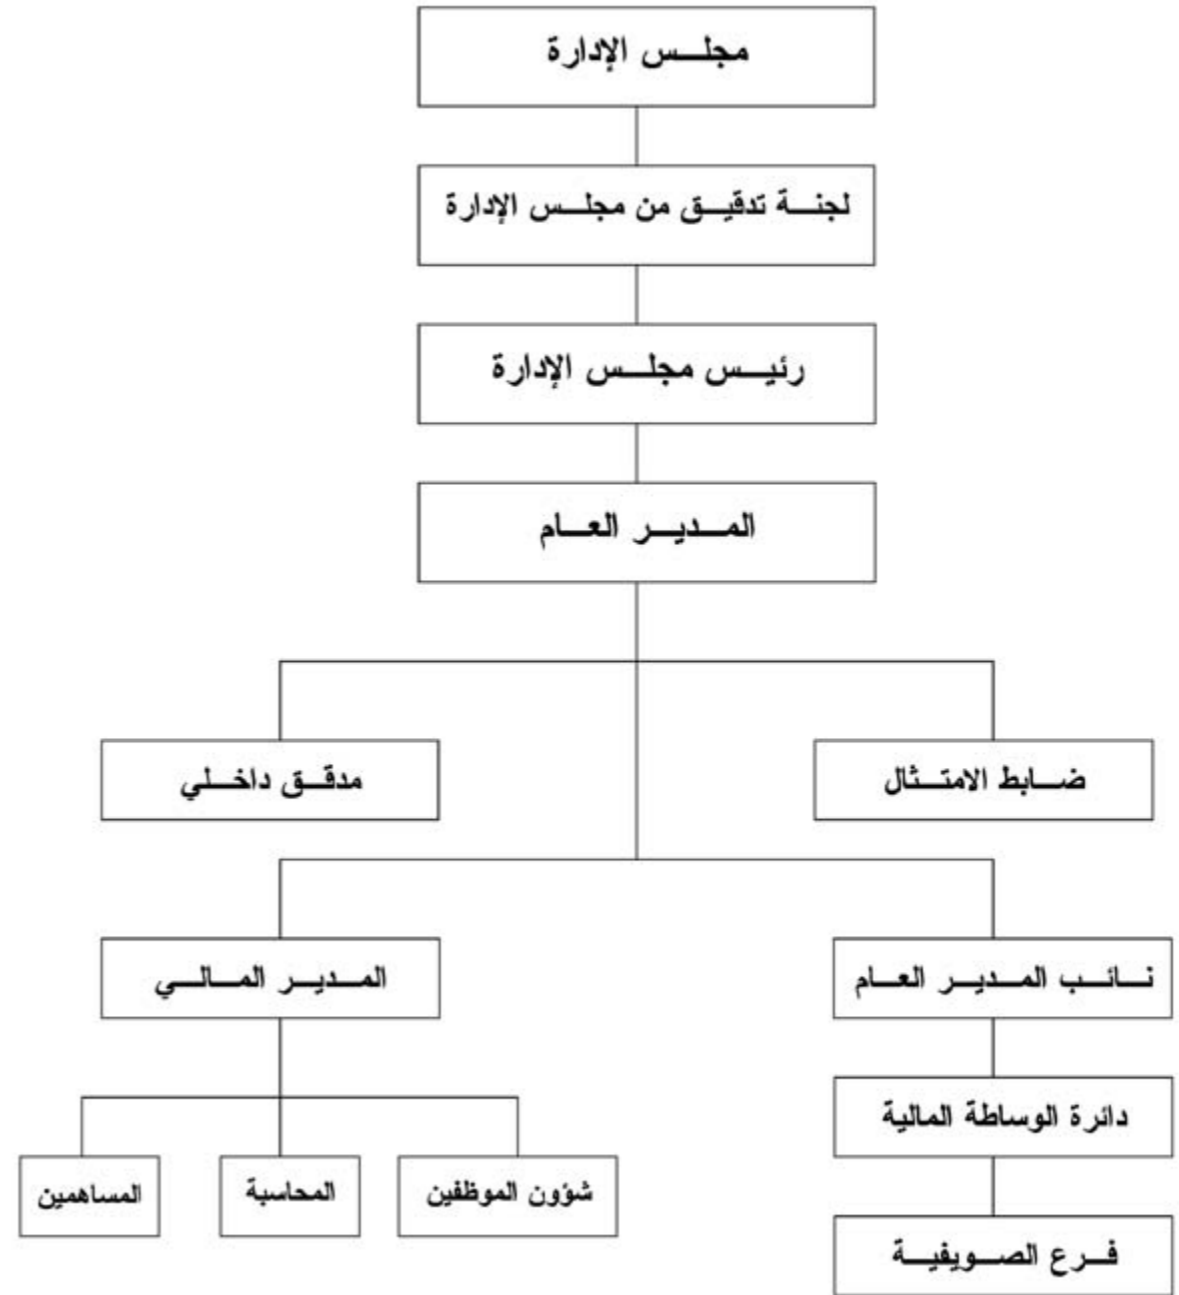 مجلس الإدارة
لجنة تدقيق من مجلس الإدارة
رئيس مجلس الإدارة
المدير العام
ضابط الامتثال
مدقق داخلي
نائب المدير العام
المدير المالي
دائرة الوساطة المالية
شؤون الموظفين
المحاسبة
المساهمين
فرع الصويفية